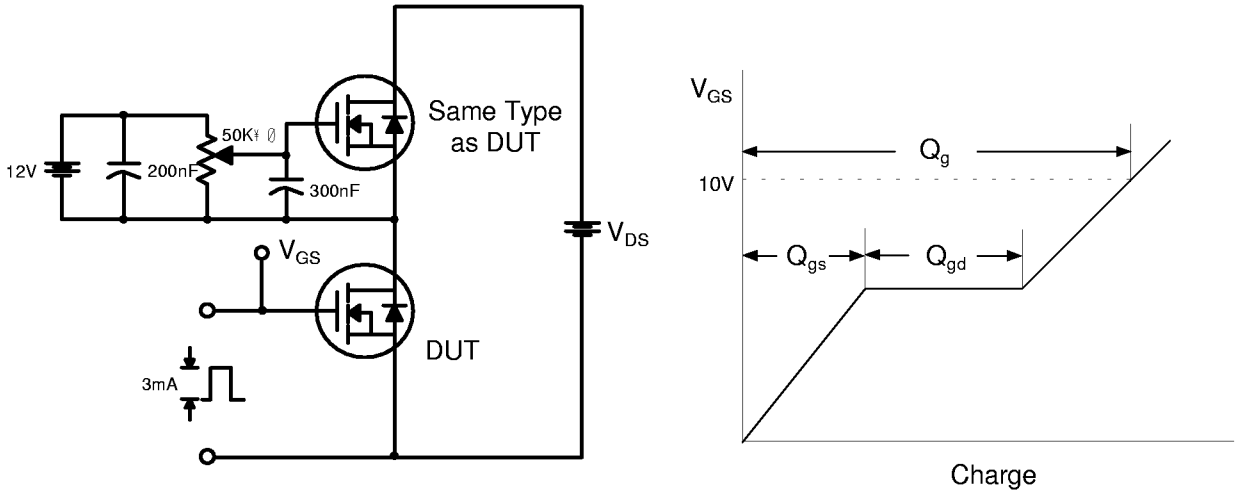 Same Type
as DUT
50K¥ Ø
12V
200nF
300nF
V_DS
V_GS
DUT
3mA
V_GS
Q_g
10V
Q_gs
Q_gd
Charge